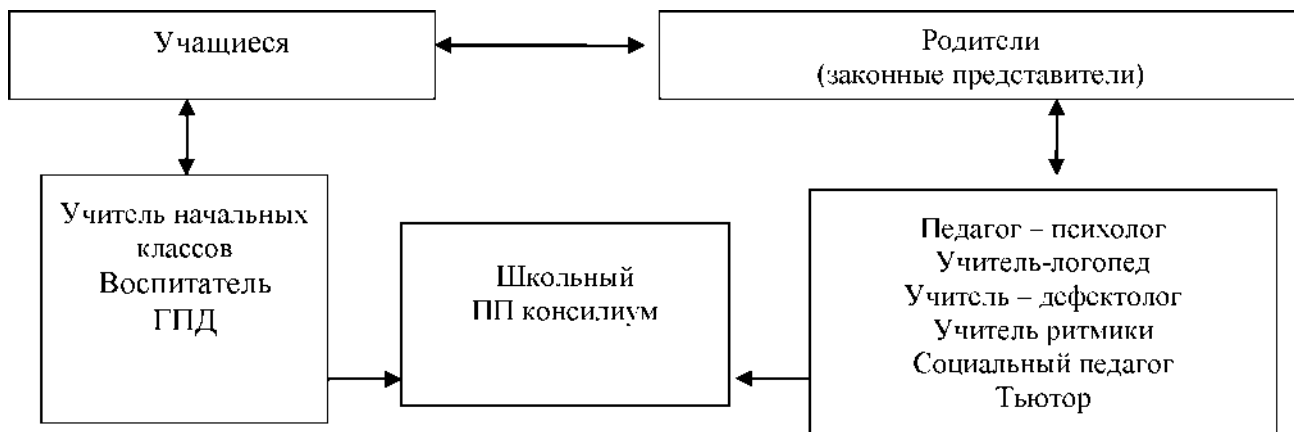 Учащиеся
Родители
(законные представители)
Учитель начальных
классов
Воспитатель
ГПД
Школьный
ПП консилиум
Педагог – психолог
Учитель-логопед
Учитель – дефектолог
Учитель ритмики
Социальный педагог
Тьютор